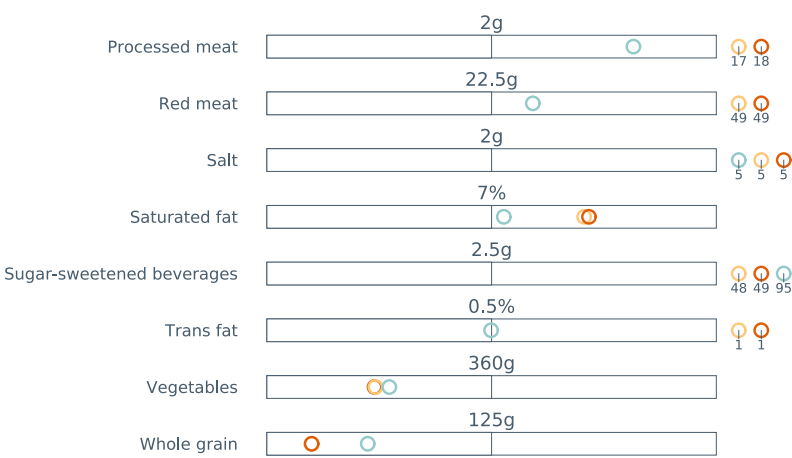 2g
Processed meat
17 18
22.5g
Red meat
49 49
2g
Salt
5 5 5
7%
Saturated fat
2.5g
Sugar-sweetened beverages
48 49 95
0.5%
Trans fat
1 1
360g
Vegetables
125g
Whole grain